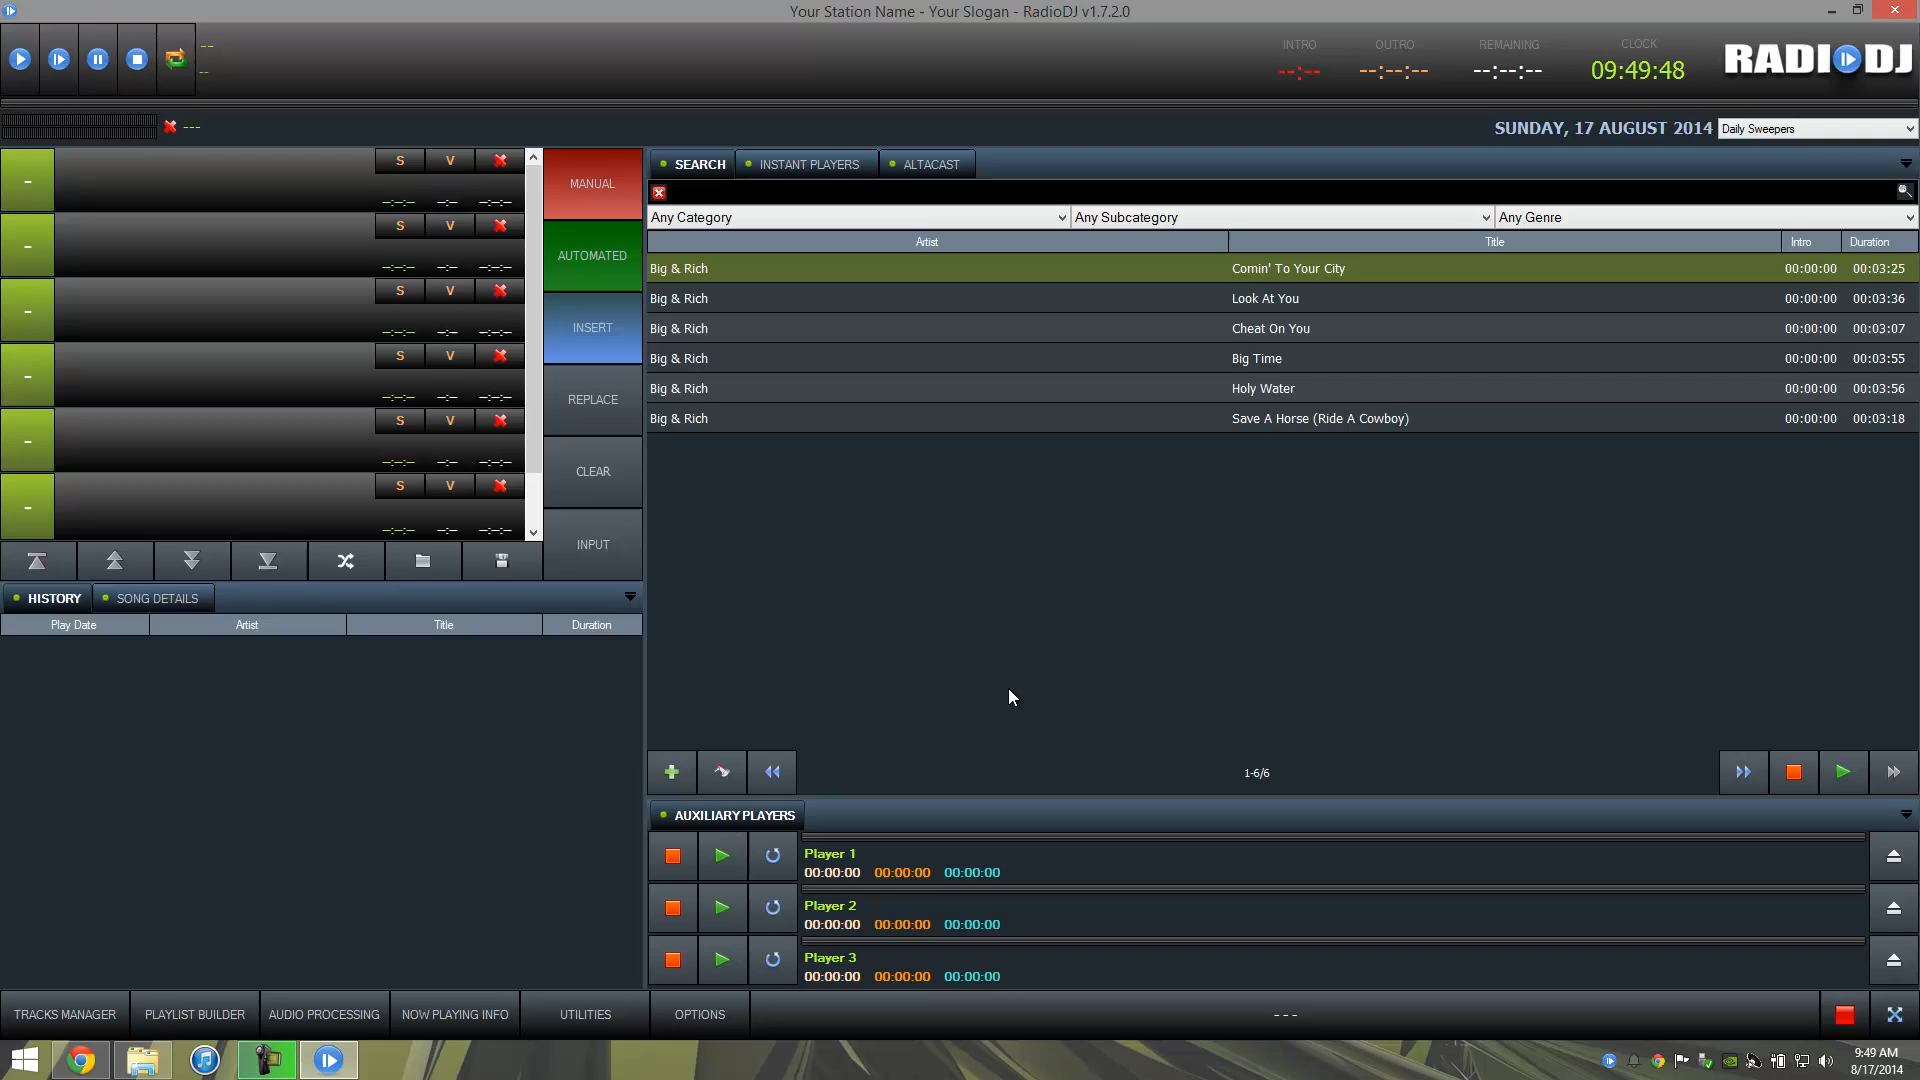 Your Station Name - Your Slogan - RadioDJ v1.7.2.0
--
--
INTRO OUTRO REMAINING CLOCK
--:-- --:--:-- --:--:-- 09:49:48
RADIODJ
---
SUNDAY, 17 AUGUST 2014 Daily Sweepers
- S V
--:--:-- --:-- --:--:--
- S V
--:--:-- --:-- --:--:--
- S V
--:--:-- --:-- --:--:--
- S V
--:--:-- --:-- --:--:--
- S V
--:--:-- --:-- --:--:--
- S V
--:--:-- --:-- --:--:--
MANUAL
AUTOMATED
INSERT
REPLACE
CLEAR
INPUT
HISTORY SONG DETAILS
Play Date Artist Title Duration
SEARCH INSTANT PLAYERS ALTACAST
Any Category Any Subcategory Any Genre
Artist Title Intro Duration
Big & Rich Comin' To Your City 00:00:00 00:03:25
Big & Rich Look At You 00:00:00 00:03:36
Big & Rich Cheat On You 00:00:00 00:03:07
Big & Rich Big Time 00:00:00 00:03:55
Big & Rich Holy Water 00:00:00 00:03:56
Big & Rich Save A Horse (Ride A Cowboy) 00:00:00 00:03:18
1-6/6
AUXILIARY PLAYERS
Player 1
00:00:00 00:00:00 00:00:00
Player 2
00:00:00 00:00:00 00:00:00
Player 3
00:00:00 00:00:00 00:00:00
TRACKS MANAGER PLAYLIST BUILDER AUDIO PROCESSING NOW PLAYING INFO UTILITIES OPTIONS ---
9:49 AM
8/17/2014